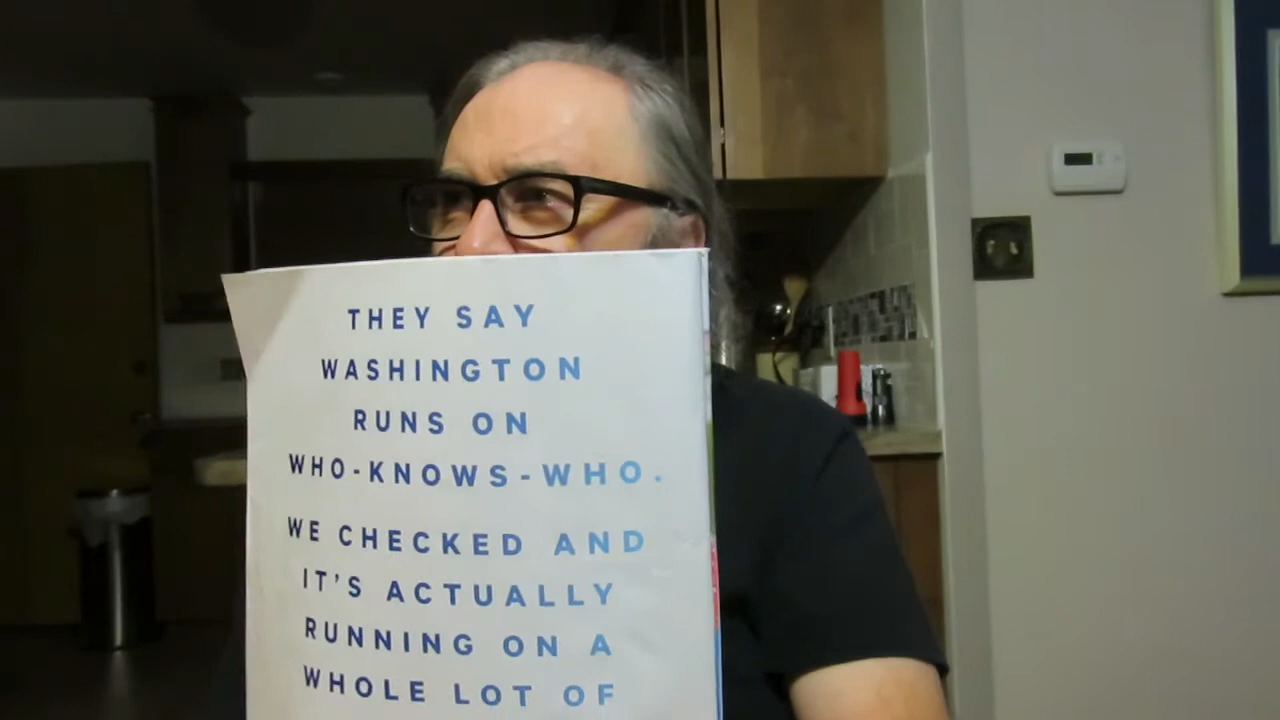 THEY SAY
WASHINGTON
RUNS ON
WHO-KNOWS-WHO.
WE CHECKED AND
IT'S ACTUALLY
RUNNING ON A
WHOLE LOT OF